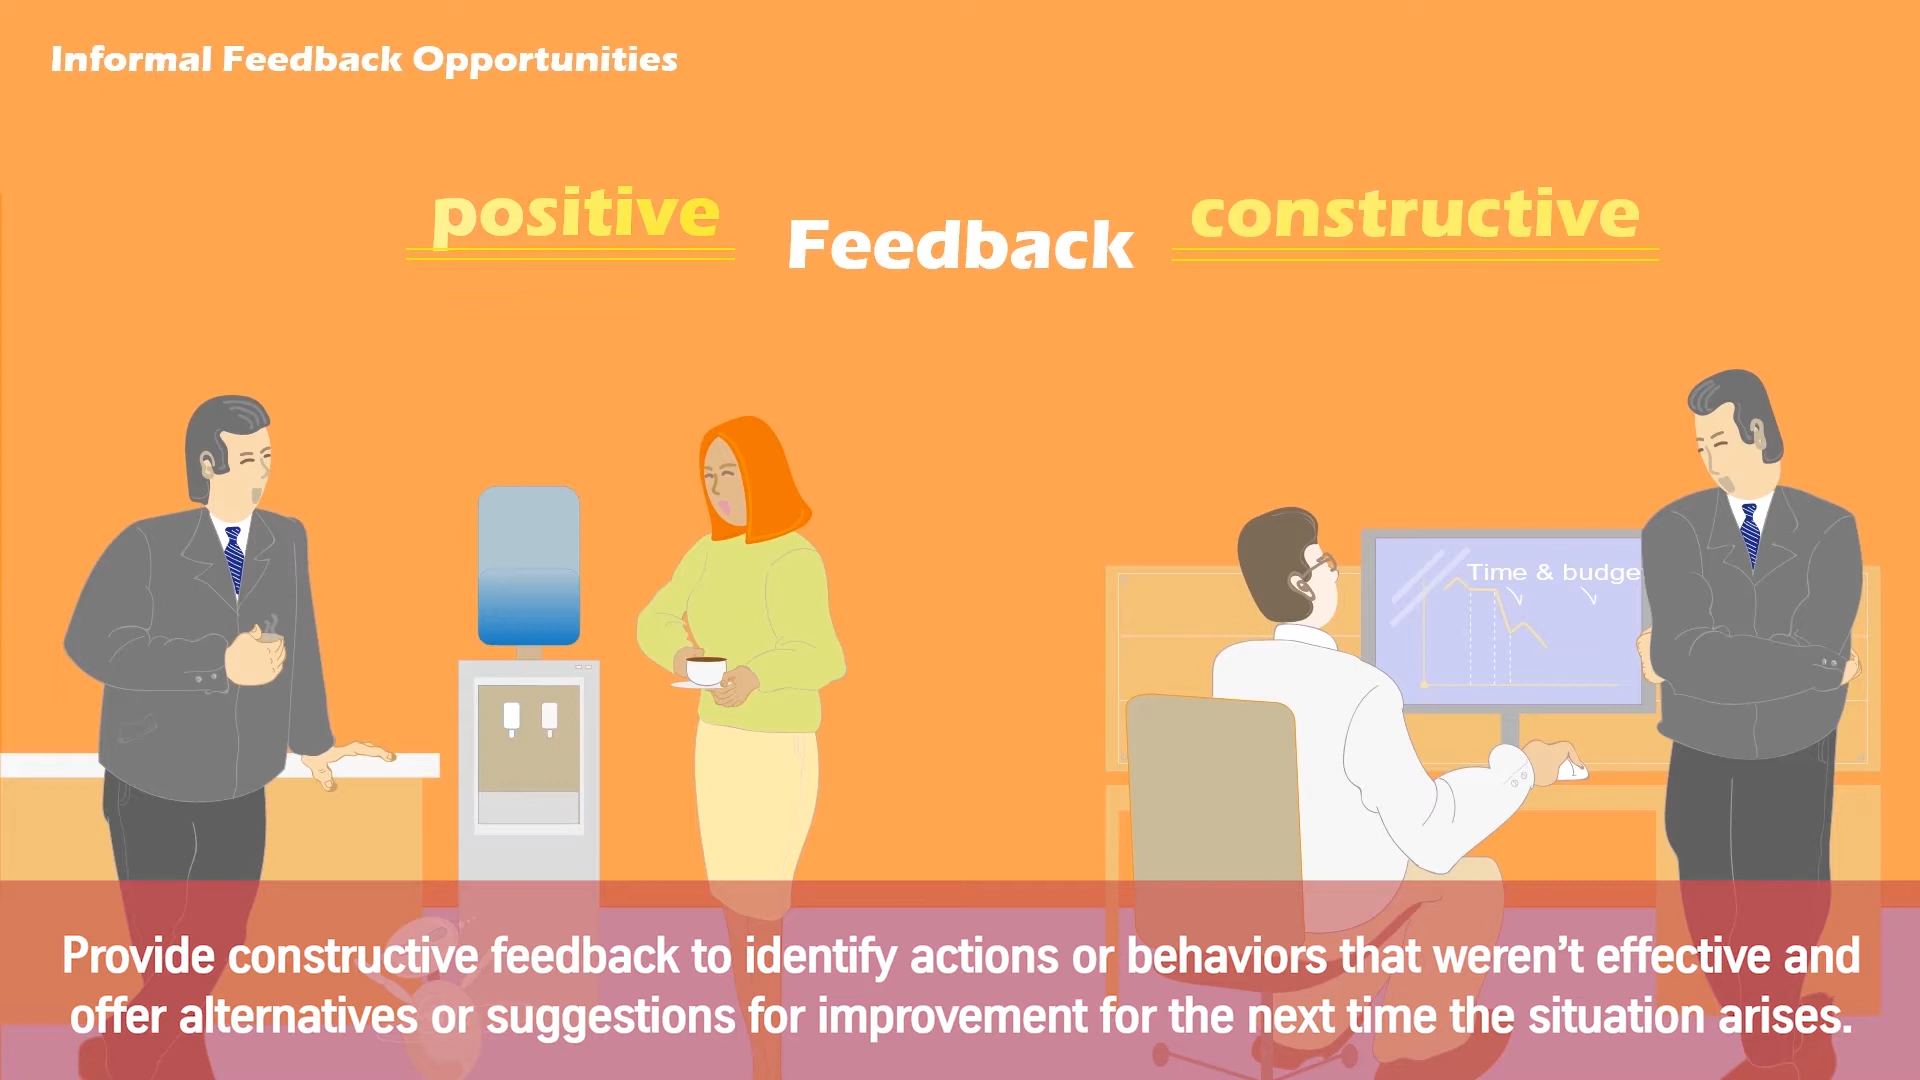 Informal Feedback Opportunities
positive Feedback constructive
Time & budge
Provide constructive feedback to identify actions or behaviors that weren’t effective and
offer alternatives or suggestions for improvement for the next time the situation arises.